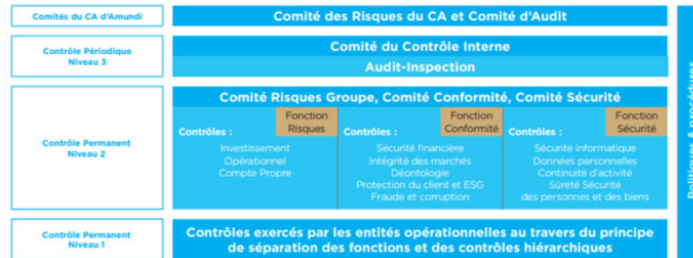 Comités du CA d'Amundi
Comité des Risques du CA et Comité d'Audit
Contrôle Périodique
Niveau 3
Comité du Contrôle Interne
Audit-Inspection
Contrôle Permanent
Niveau 2
Comité Risques Groupe, Comité Conformité, Comité Sécurité
Contrôles :
Fonction
Risques
Investissement
Opérationnel
Compte Propre
Contrôles :
Fonction
Conformité
Sécurité financière
Intégrité des marchés
Déontologie
Protection du client et ESG
Fraude et corruption
Contrôles :
Fonction
Sécurité
Sécurité informatique
Données personnelles
Continuité d'activité
Sûreté Sécurité
des personnes et des biens
Contrôle Permanent
Niveau 1
Contrôles exercés par les entités opérationnelles au travers du principe
de séparation des fonctions et des contrôles hiérarchiques
Politiques & procédures